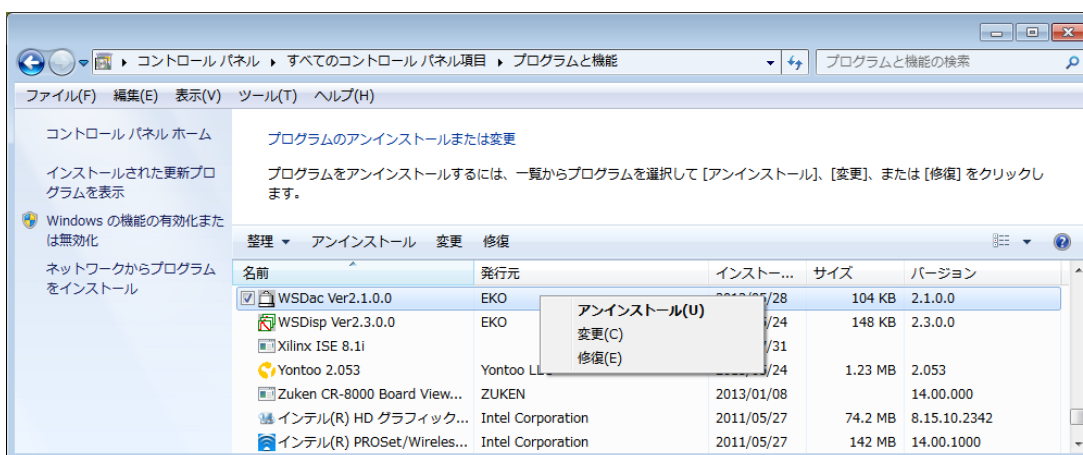 コントロール パネル ▸ すべてのコントロール パネル項目 ▸ プログラムと機能
プログラムと機能の検索
ファイル(F) 編集(E) 表示(V) ツール(T) ヘルプ(H)
コントロール パネル ホーム
インストールされた更新プロ
グラムを表示
Windows の機能の有効化また
は無効化
ネットワークからプログラム
をインストール
プログラムのアンインストールまたは変更
プログラムをアンインストールするには、一覧からプログラムを選択して [アンインストール]、[変更]、または [修復] をクリックし
ます。
整理 ▼ アンインストール 変更 修復
名前 発行元 インストー... サイズ バージョン
WSDac Ver2.1.0.0 EKO /28 104 KB 2.1.0.0
WSDisp Ver2.3.0.0 EKO /24 148 KB 2.3.0.0
Xilinx ISE 8.1i /31
Yontoo 2.053 Yontoo /24 1.23 MB 2.053
Zuken CR-8000 Board View... ZUKEN 2013/01/08 14.00.000
インテル(R) HD グラフィック... Intel Corporation 2011/05/27 74.2 MB 8.15.10.2342
インテル(R) PROSet/Wireles... Intel Corporation 2011/05/27 142 MB 14.00.1000
アンインストール(U)
変更(C)
修復(E)